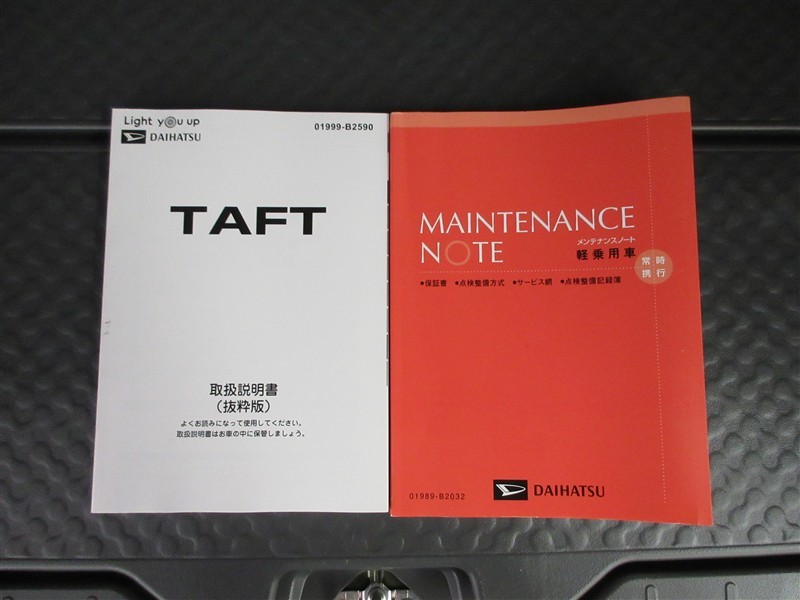 Light you up
DAIHATSU
01999-B2590
TAFT
取扱説明書
（抜粋版）
よくお読みになって使用してください。
取扱説明書はお車の中に保管しましょう。
MAINTENANCE
NOTE
メンテナンスノート
軽乗用車
常時
携行
●保証書 ●点検整備方式 ●サービス網 ●点検整備記録簿
01989-B2032
DAIHATSU